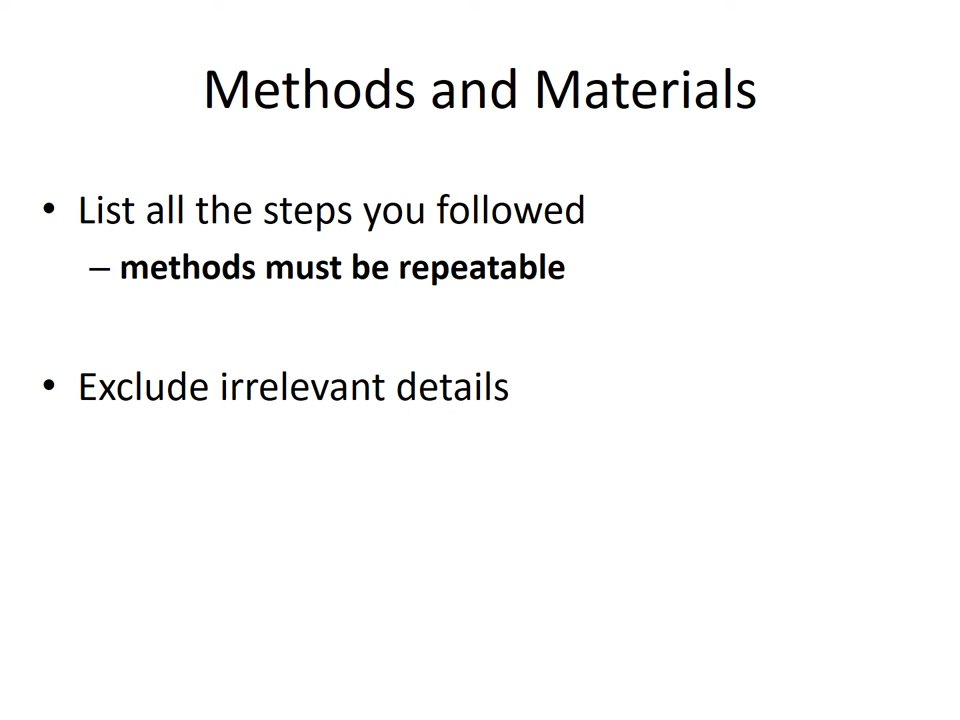 Methods and Materials
• List all the steps you followed
– methods must be repeatable
• Exclude irrelevant details